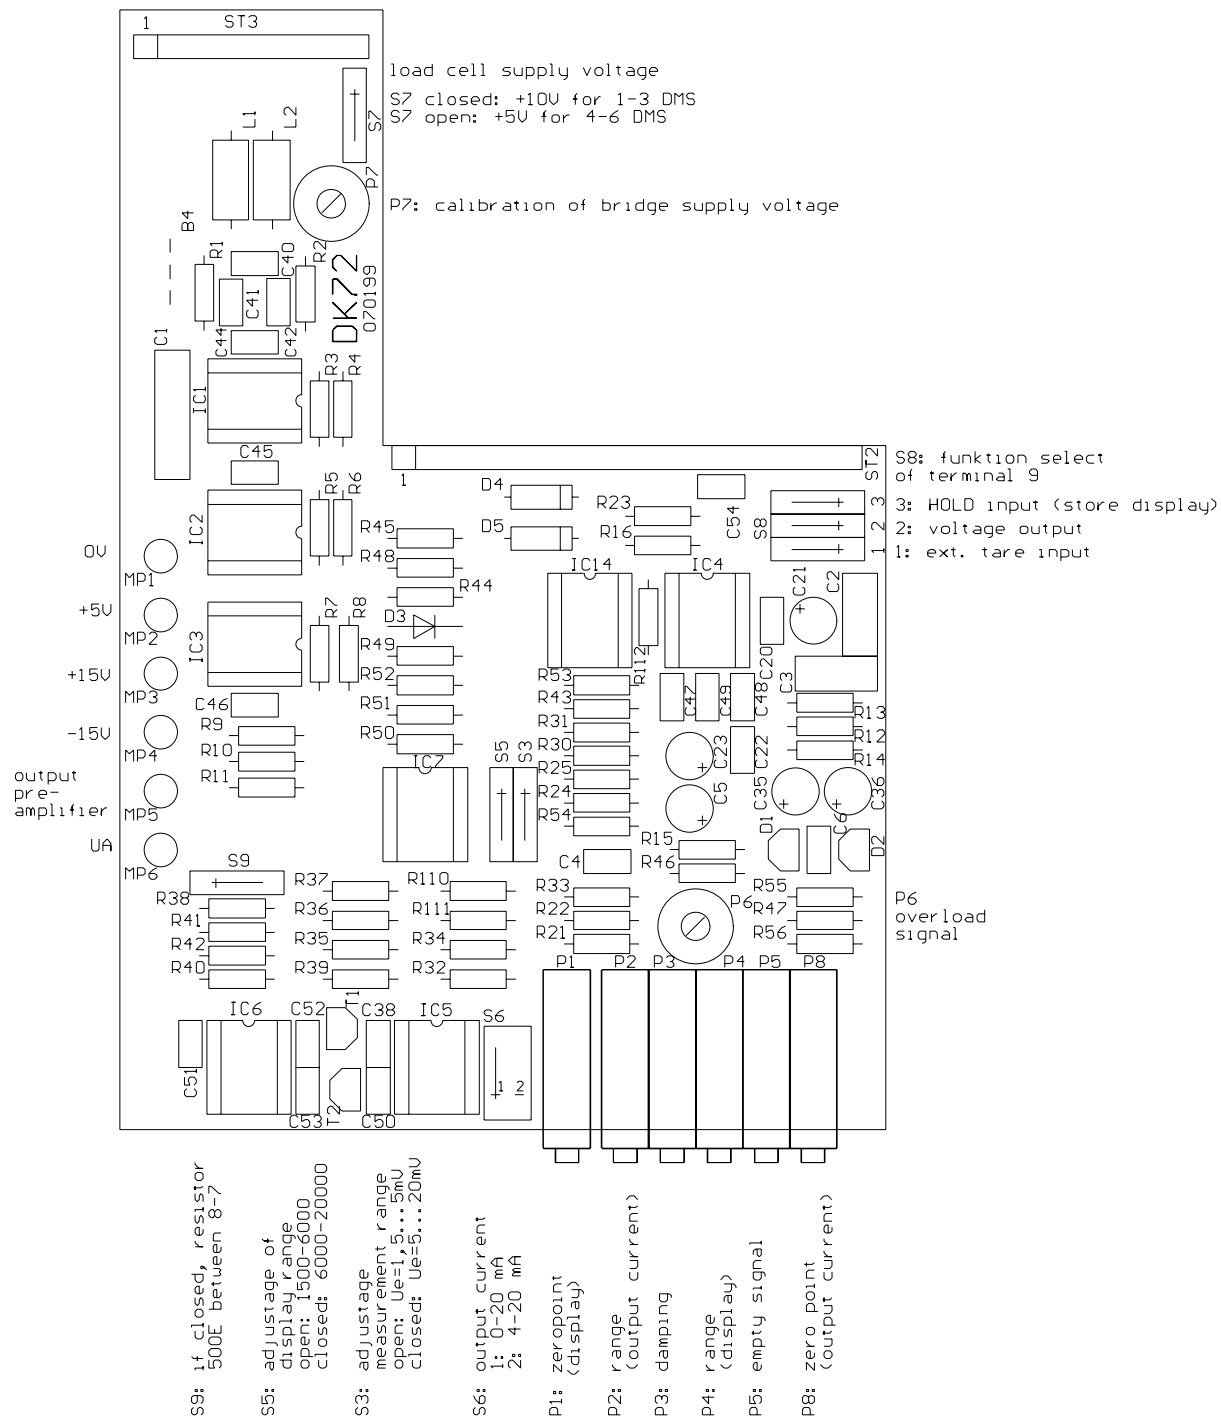 1
ST3
load cell supply voltage
S7 closed: +10V for 1-3 DMS
S7 open: +5V for 4-6 DMS
S7
L1
L2
P7
P7: calibration of bridge supply voltage
B4
R1
C40
R2
C41
C44
C42
DK72
070199
C1
R3
R4
IC1
C45
1
ST2
S8: funktion select
of terminal 9
3: HOLD input (store display)
2: voltage output
1: ext. tare input
3
2
1
S8
D4
R23
C54
D5
R16
R5
R6
IC2
R45
R48
R44
D3
IC14
IC4
C21
C2
0V
MP1
+5V
MP2
+15V
MP3
-15V
MP4
output
pre-
amplifier
MP5
UA
MP6
IC3
R7
R8
R49
R52
R51
R50
R112
C20
C3
R53
R43
R31
R30
R25
R24
R54
C47
C49
C48
R13
R12
R14
C46
R9
R10
R11
IC7
S5
S3
C23
C22
C5
C35
C36
D1
C6
D2
R15
R46
C4
S9
R38
R41
R42
R40
R37
R36
R35
R39
R110
R111
R34
R32
R33
R22
R21
P6
R55
R47
R56
P6
overload
signal
P1
P2
P3
P4
P5
P8
IC6
C52
T1
C38
IC5
S6
C51
C53
T2
C50
1
2
S9: if closed, resistor
500E between 8-7
S5: adjustage of
display range
open: 1500-6000
closed: 6000-20000
S3: adjustage
measurement range
open: Ue=1,5...5mV
closed: Ue=5...20mV
S6: output current
1: 0-20 mA
2: 4-20 mA
P1: zeropoint
(display)
P2: range
(output current)
P3: damping
P4: range
(display)
P5: empty signal
P8: zero point
(output current)